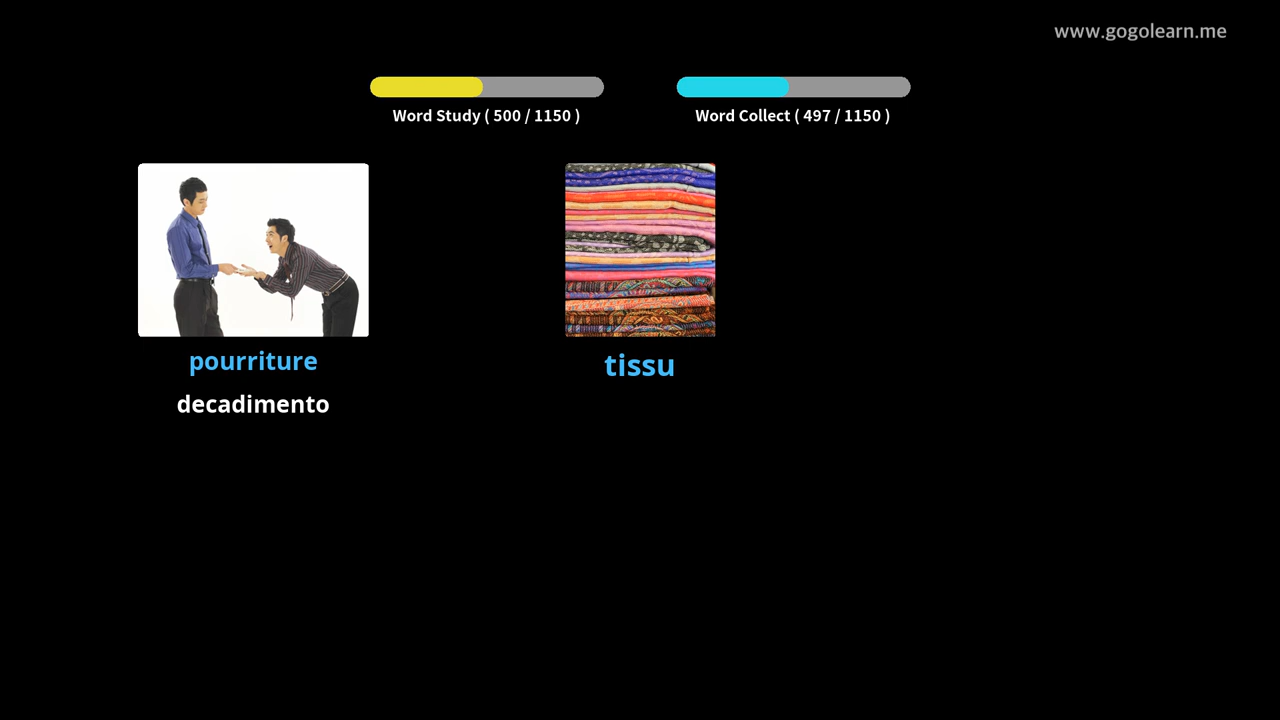 www.gogolearn.me
Word Study ( 500 / 1150 )
Word Collect ( 497 / 1150 )
pourriture
decadimento
tissu